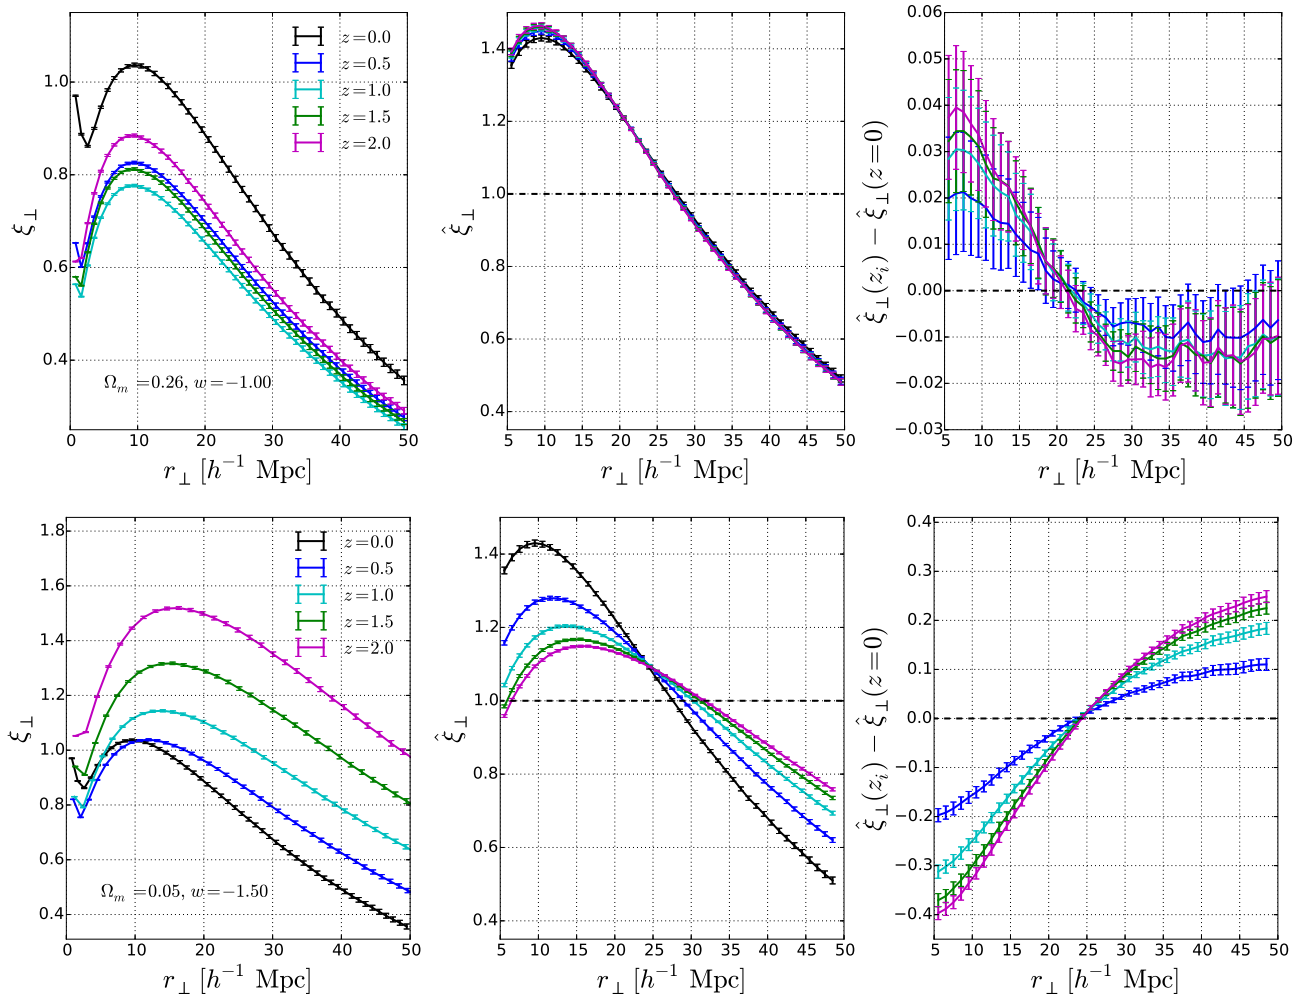 z=0.0
z=0.5
z=1.0
z=1.5
z=2.0
1.0
0.8
0.6
0.4
ξ⊥
Ω_m=0.26, w=−1.00
0 10 20 30 40 50
r⊥ [h⁻¹ Mpc]
1.4
1.2
1.0
0.8
0.6
0.4
ξ̂⊥
5 10 15 20 25 30 35 40 45 50
r⊥ [h⁻¹ Mpc]
0.06
0.05
0.04
0.03
0.02
0.01
0.00
−0.01
−0.02
−0.03
ξ̂⊥(z_i) − ξ̂⊥(z=0)
5 10 15 20 25 30 35 40 45 50
r⊥ [h⁻¹ Mpc]
z=0.0
z=0.5
z=1.0
z=1.5
z=2.0
1.8
1.6
1.4
1.2
1.0
0.8
0.6
0.4
ξ⊥
Ω_m=0.05, w=−1.50
0 10 20 30 40 50
r⊥ [h⁻¹ Mpc]
1.4
1.2
1.0
0.8
0.6
0.4
ξ̂⊥
5 10 15 20 25 30 35 40 45 50
r⊥ [h⁻¹ Mpc]
0.4
0.3
0.2
0.1
0.0
−0.1
−0.2
−0.3
−0.4
ξ̂⊥(z_i) − ξ̂⊥(z=0)
5 10 15 20 25 30 35 40 45 50
r⊥ [h⁻¹ Mpc]